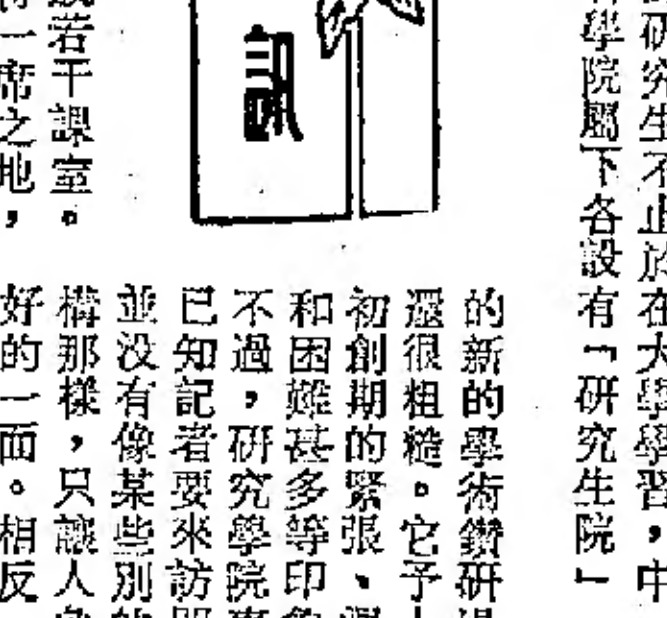 研究生不止於在大學學習，中
學院屬下各設有「研究生院」
訊
的新的學術鑽研
還很粗糙。它予
初創期的緊張、
和困難甚多等印
不過，研究學院
已知記者要來訪
並没有像某些別
構那樣，只讓人
好的一面。相反
若干課室。
一席之地，